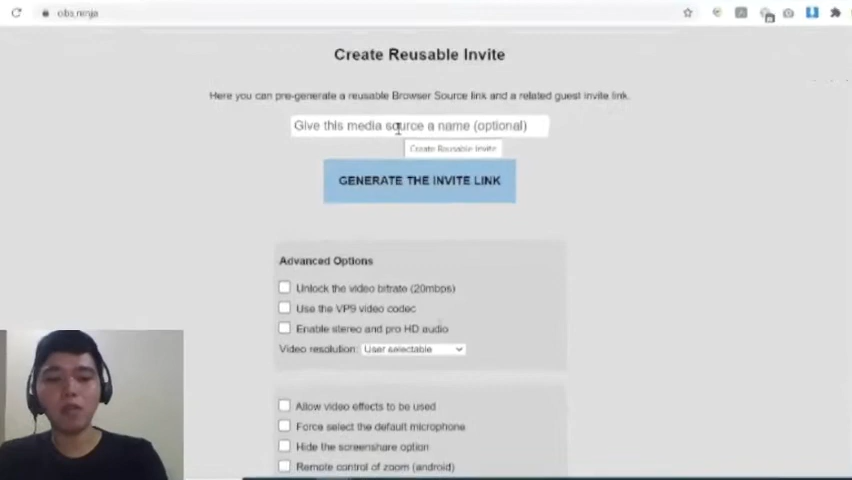 obs.ninja
Create Reusable Invite
Here you can pre-generate a reusable Browser Source link and a related guest invite link.
Give this media source a name (optional)
Create Reusable Invite
GENERATE THE INVITE LINK
Advanced Options
Unlock the video bitrate (20mbps)
Use the VP9 video codec
Enable stereo and pro HD audio
Video resolution: User selectable
Allow video effects to be used
Force select the default microphone
Hide the screenshare option
Remote control of zoom (android)